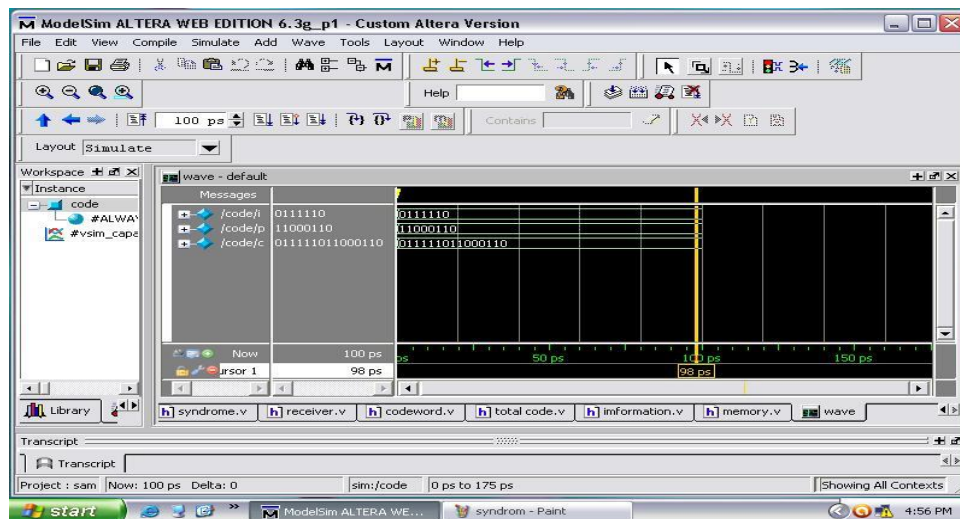 ModelSim ALTERA WEB EDITION 6.3g_p1 - Custom Altera Version
File Edit View Compile Simulate Add Wave Tools Layout Window Help
Help
100 ps
Contains
Layout Simulate
Workspace
wave - default
Instance
Messages
code
#ALWA
#vsim_capa
/code/i 0111110 0111110
/code/p 11000110 11000110
/code/c 011111011000110 011111011000110
Now 100 ps
ps 50 ps 100 ps 150 ps
ursor 1 98 ps 98 ps
Library
syndrome.v receiver.v codeword.v total code.v imformation.v memory.v wave
Transcript
Transcript
Project : sam Now: 100 ps Delta: 0 sim:/code 0 ps to 175 ps Showing All Contexts
start ModelSim ALTERA WE... syndrom - Paint 4:56 PM